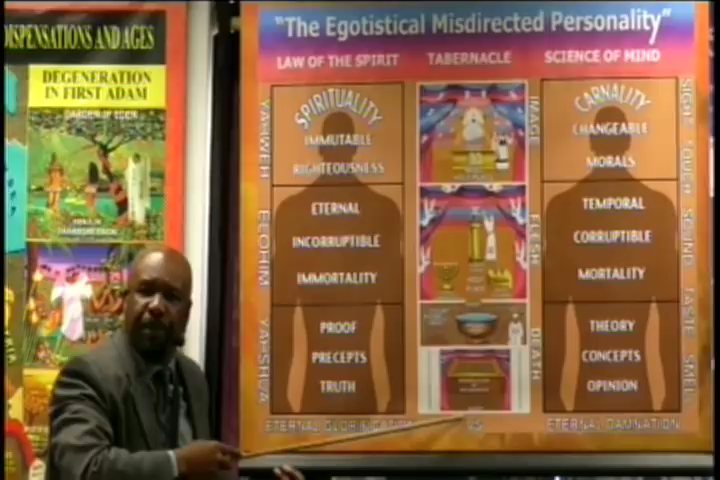 DISPENSATIONS AND AGES
DEGENERATION
IN FIRST ADAM
GARDEN OF EDEN
"The Egotistical Misdirected Personality"
LAW OF THE SPIRIT
TABERNACLE
SCIENCE OF MIND
SPIRITUALITY
IMMUTABLE
RIGHTEOUSNESS
ETERNAL
INCORRUPTIBLE
IMMORTALITY
PROOF
PRECEPTS
TRUTH
YAHWEH
ELOHIM
YAHSHUA
IMAGE
FLESH
DEATH
CARNALITY
CHANGEABLE
MORALS
TEMPORAL
CORRUPTIBLE
MORTALITY
THEORY
CONCEPTS
OPINION
SIGHT TOUCH SOUND TASTE SMELL
ETERNAL GLORIFICATION VS ETERNAL DAMNATION